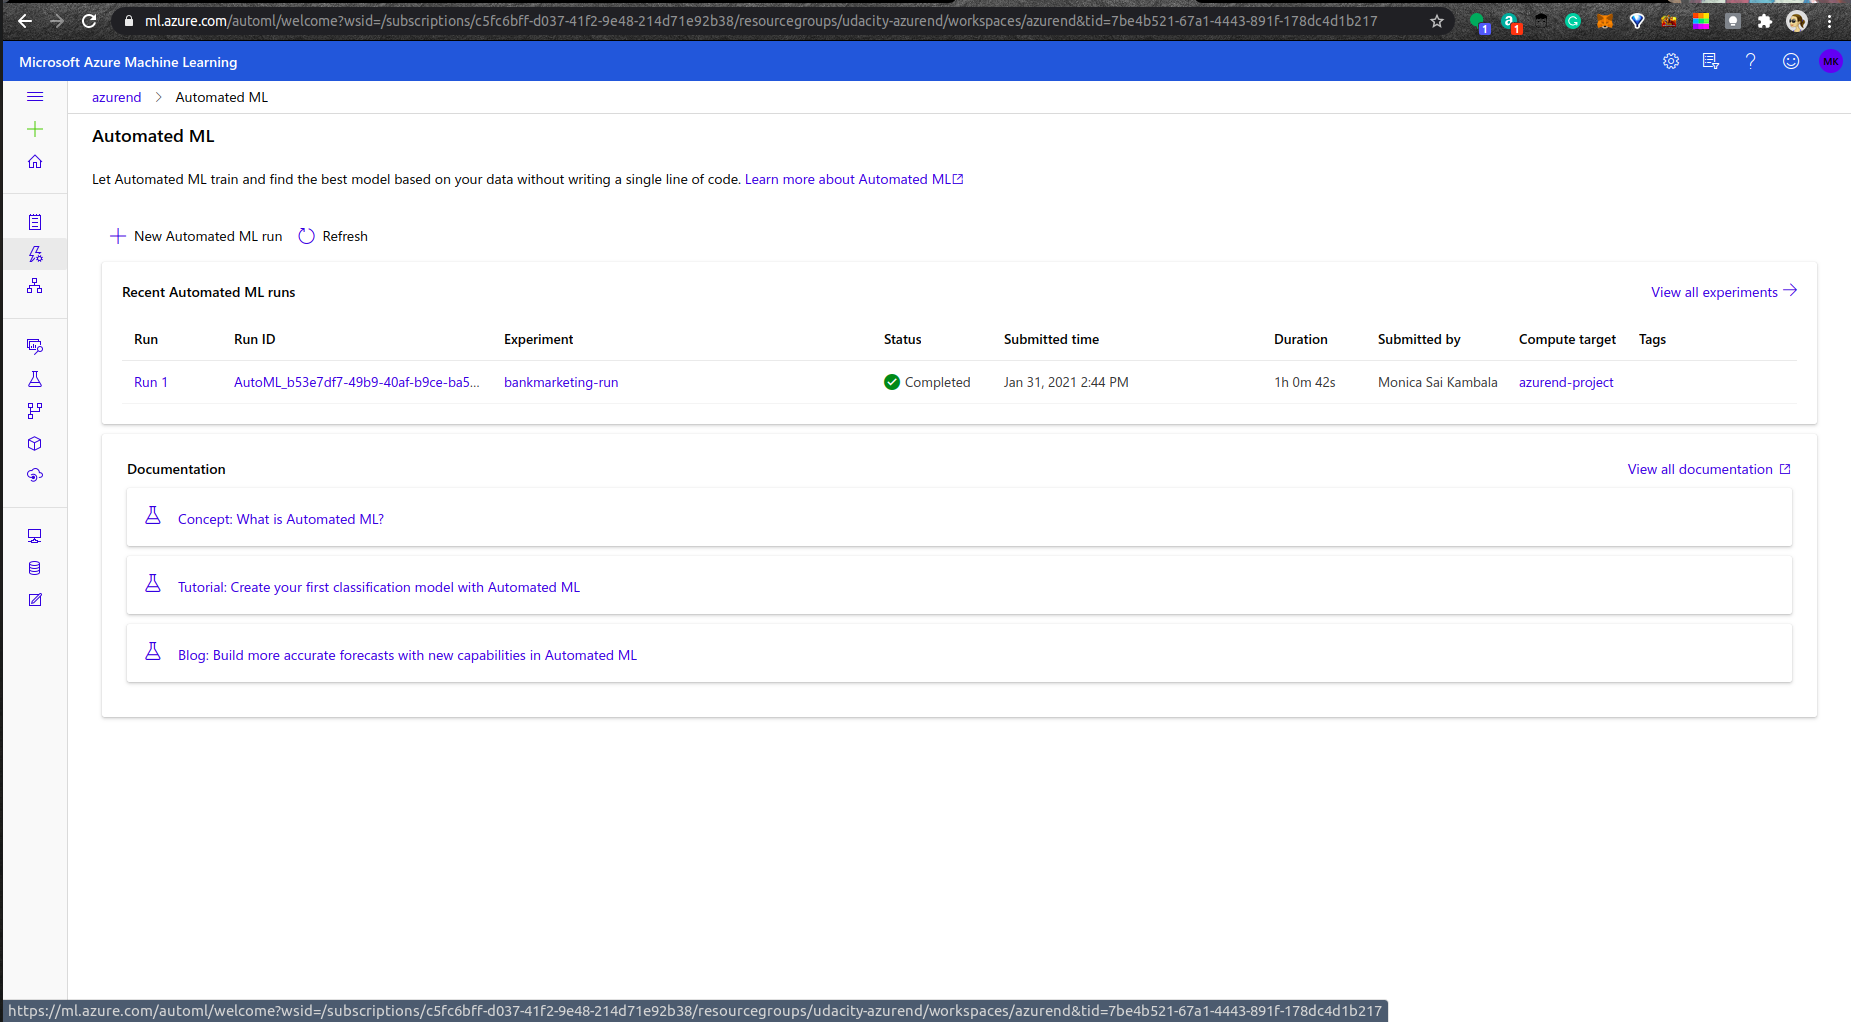 ml.azure.com/automl/welcome?wsid=/subscriptions/c5fc6bff-d037-41f2-9e48-214d71e92b38/resourcegroups/udacity-azurend/workspaces/azurend&tid=7be4b521-67a1-4443-891f-178dc4d1b217
1
1
Microsoft Azure Machine Learning
MK
azurend > Automated ML
Automated ML
Let Automated ML train and find the best model based on your data without writing a single line of code. Learn more about Automated ML
New Automated ML run Refresh
Recent Automated ML runs View all experiments
Run Run ID Experiment Status Submitted time Duration Submitted by Compute target Tags
Run 1 AutoML_b53e7df7-49b9-40af-b9ce-ba5... bankmarketing-run Completed Jan 31, 2021 2:44 PM 1h 0m 42s Monica Sai Kambala azurend-project
Documentation View all documentation
Concept: What is Automated ML?
Tutorial: Create your first classification model with Automated ML
Blog: Build more accurate forecasts with new capabilities in Automated ML
https://ml.azure.com/automl/welcome?wsid=/subscriptions/c5fc6bff-d037-41f2-9e48-214d71e92b38/resourcegroups/udacity-azurend/workspaces/azurend&tid=7be4b521-67a1-4443-891f-178dc4d1b217